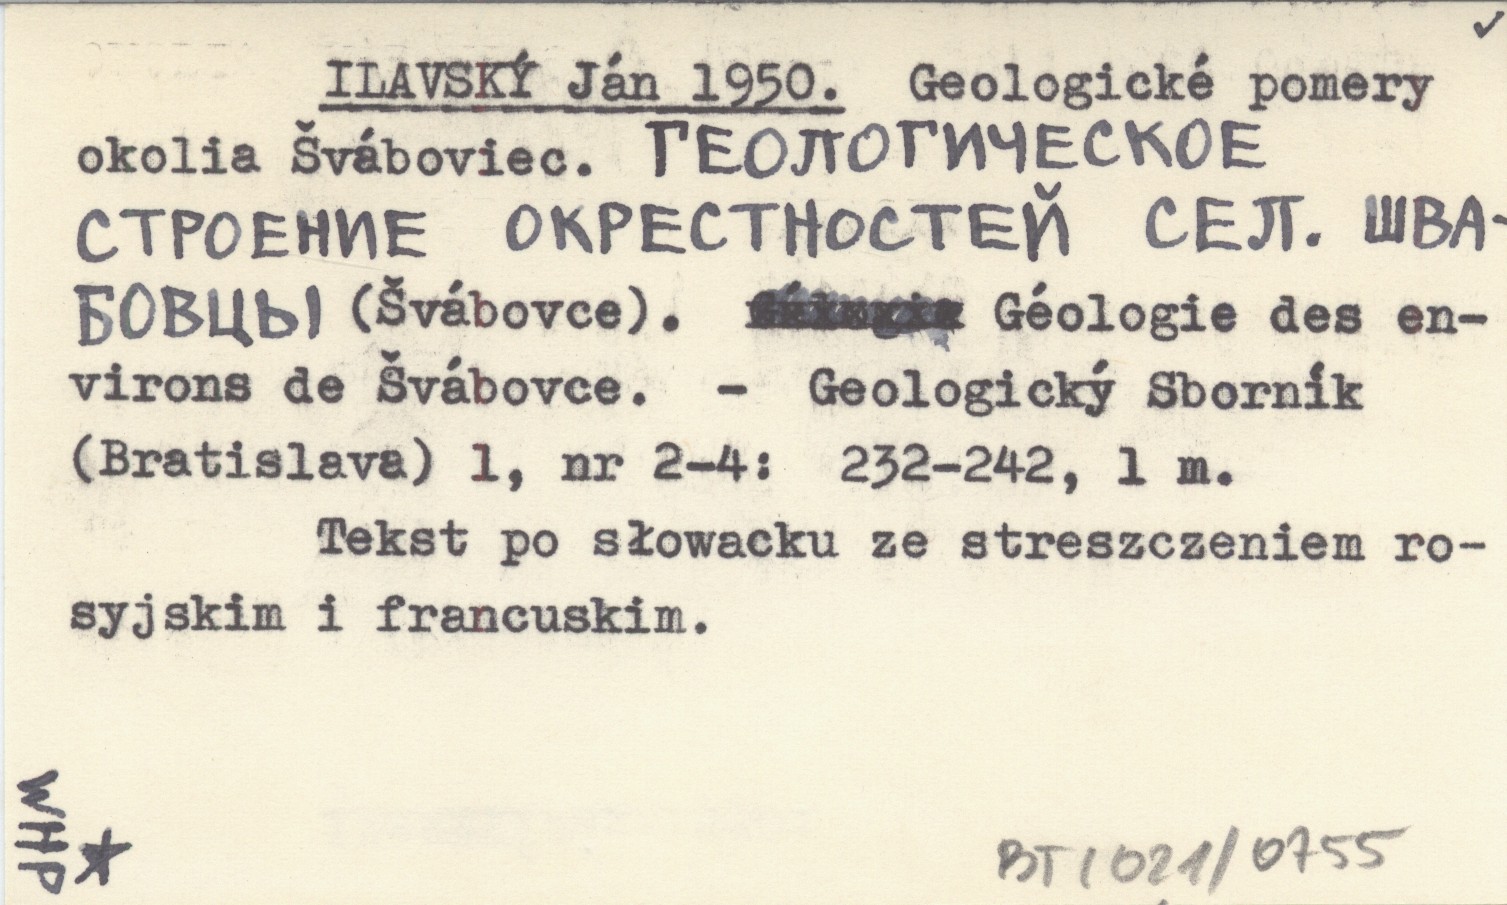 ILAVSKÝ Ján 1950. Geologické pomery
okolia Šváboviec. ГЕОЛОГИЧЕСКОЕ
СТРОЕНИЕ ОКРЕСТНОСТЕЙ СЕЛ. ШВА-
БОВЦЫ (Švábovce). Géologie des en-
virons de Švábovce. - Geologický Sborník
(Bratislava) 1, nr 2-4: 232-242, 1 m.
Tekst po słowacku ze streszczeniem ro-
syjskim i francuskim.
WHP
BT1021/0755